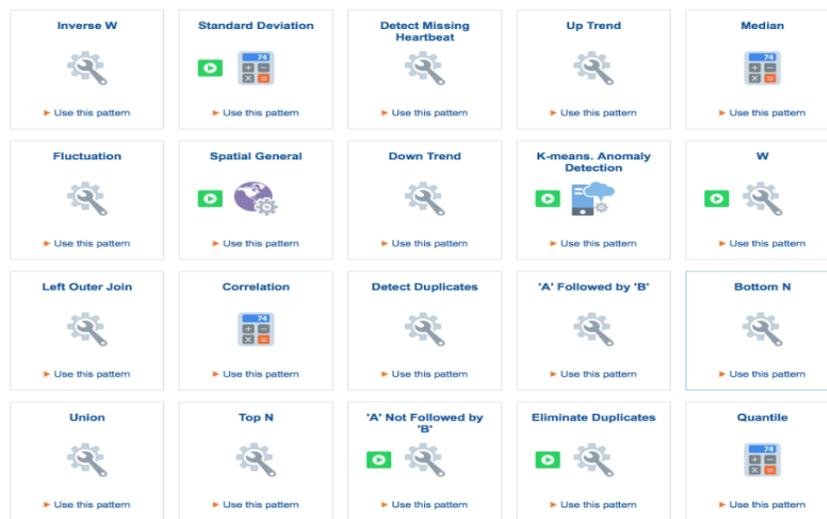 Inverse W
Standard Deviation
Detect Missing
Heartbeat
Up Trend
Median
74
74
Use this pattern
Use this pattern
Use this pattern
Use this pattern
Use this pattern
Fluctuation
Spatial General
Down Trend
K-means. Anomaly
Detection
W
Use this pattern
Use this pattern
Use this pattern
Use this pattern
Use this pattern
Left Outer Join
Correlation
Detect Duplicates
'A' Followed by 'B'
Bottom N
74
Use this pattern
Use this pattern
Use this pattern
Use this pattern
Use this pattern
Union
Top N
'A' Not Followed by
'B'
Eliminate Duplicates
Quantile
74
Use this pattern
Use this pattern
Use this pattern
Use this pattern
Use this pattern